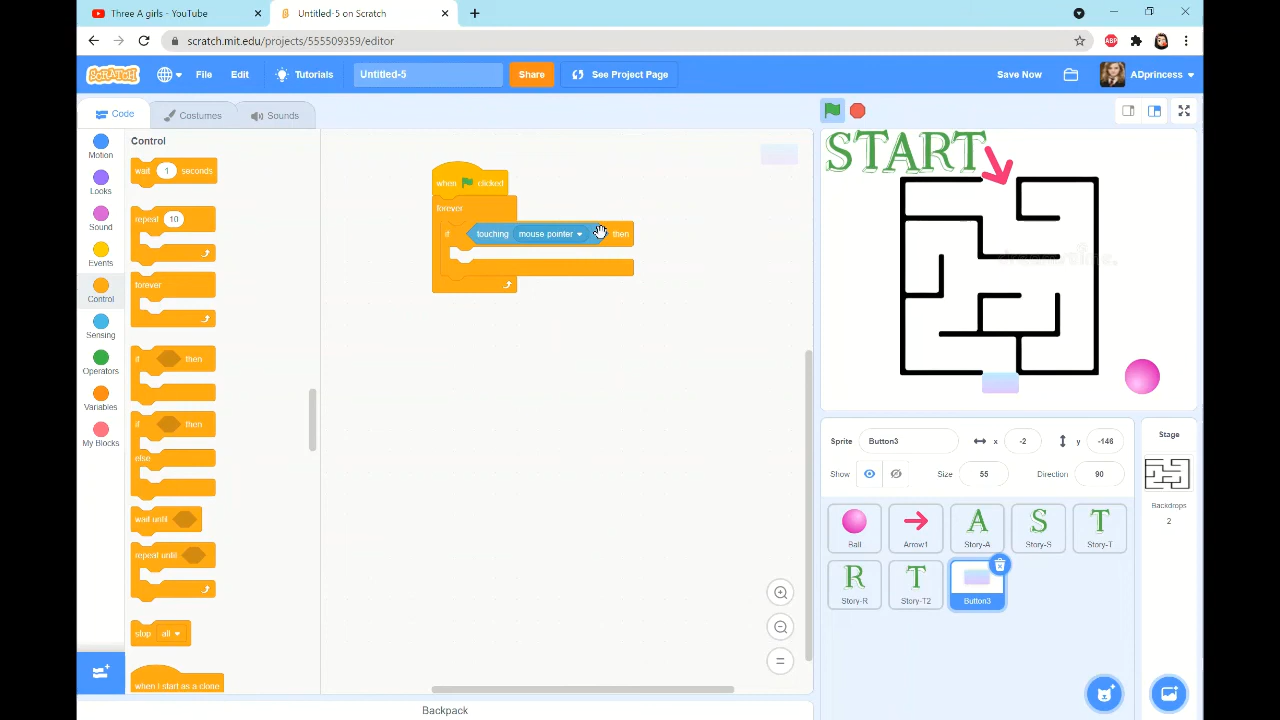 Three A girls - YouTube
Untitled-5 on Scratch
scratch.mit.edu/projects/555509359/editor
ABP
SCRATCH
File
Edit
Tutorials
Untitled-5
Share
See Project Page
Save Now
ADprincess
Code
Costumes
Sounds
Motion
Looks
Sound
Events
Control
Sensing
Operators
Variables
My Blocks
Control
wait 1 seconds
repeat 10
forever
if then
if then
else
wait until
repeat until
stop all
when I start as a clone
when clicked
forever
if touching mouse-pointer then
START
Sprite Button3 x -2 y -146
Show Size 55 Direction 90
Ball
Arrow1
A
Story-A
S
Story-S
T
Story-T
R
Story-R
T
Story-T2
Button3
Stage
Backdrops
2
Backpack